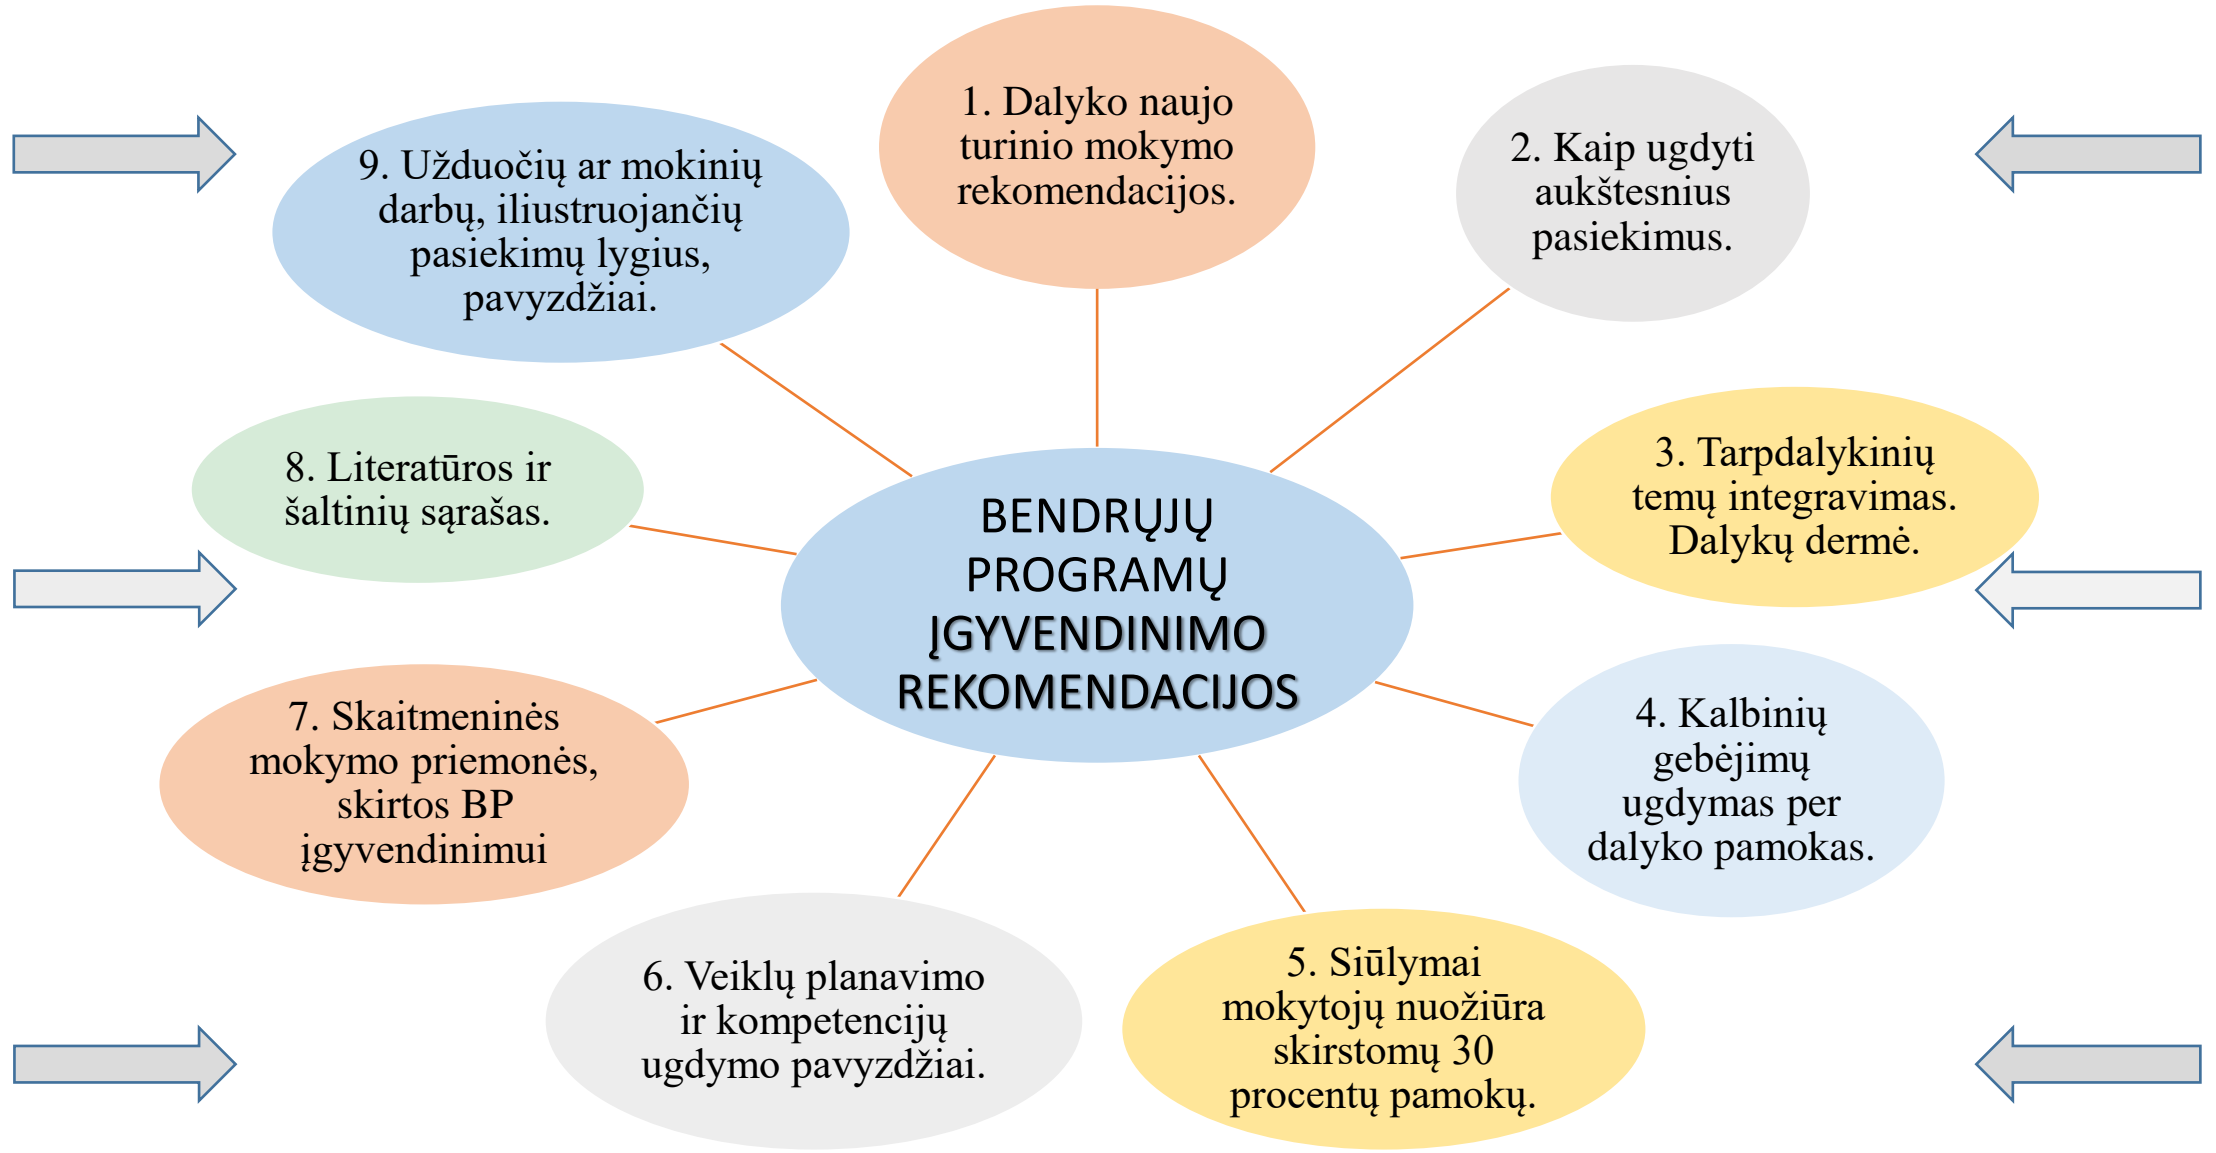 1. Dalyko naujo
turinio mokymo
rekomendacijos.
2. Kaip ugdyti
aukštesnius
pasiekimus.
3. Tarpdalykinių
temų integravimas.
Dalykų dermė.
4. Kalbinių
gebėjimų
ugdymas per
dalyko pamokas.
5. Siūlymai
mokytojų nuožiūra
skirstomų 30
procentų pamokų.
6. Veiklų planavimo
ir kompetencijų
ugdymo pavyzdžiai.
7. Skaitmeninės
mokymo priemonės,
skirtos BP
įgyvendinimui
8. Literatūros ir
šaltinių sąrašas.
9. Užduočių ar mokinių
darbų, iliustruojančių
pasiekimų lygius,
pavyzdžiai.
BENDRŲJŲ
PROGRAMŲ
ĮGYVENDINIMO
REKOMENDACIJOS